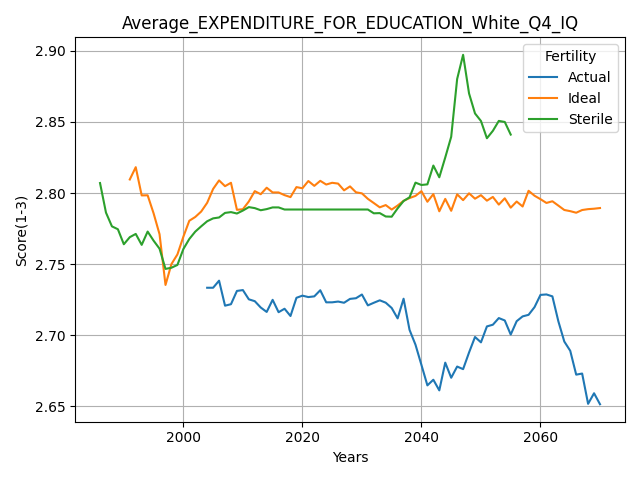 Average_EXPENDITURE_FOR_EDUCATION_White_Q4_IQ
Score(1-3)
2.90
2.85
2.80
2.75
2.70
2.65
Fertility
Actual
Ideal
Sterile
2000
2020
2040
2060
Years